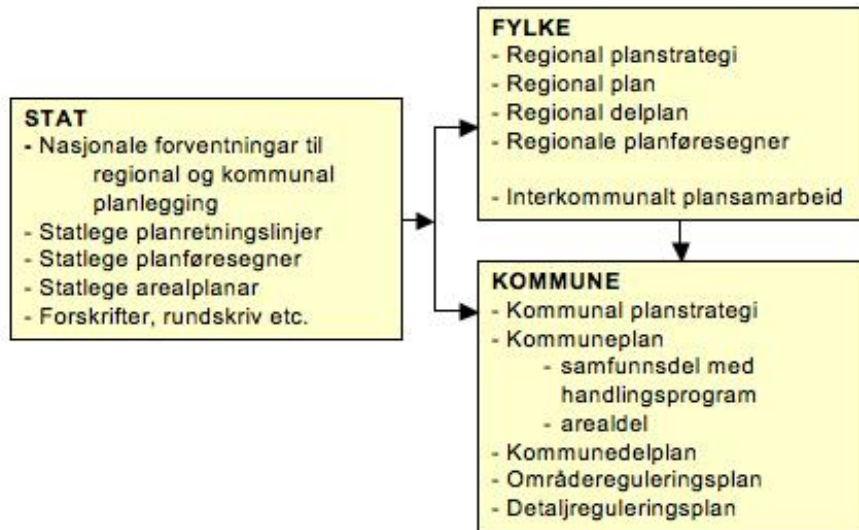 STAT
- Nasjonale forventningar til
regional og kommunal
planlegging
- Statlege planretningslinjer
- Statlege planføresegner
- Statlege arealplanar
- Forskrifter, rundskriv etc.
FYLKE
- Regional planstrategi
- Regional plan
- Regional delplan
- Regionale planføresegner
- Interkommunalt plansamarbeid
KOMMUNE
- Kommunal planstrategi
- Kommuneplan
- samfunnsdel med
handlingsprogram
- arealdel
- Kommunedelplan
- Områdereguleringsplan
- Detaljreguleringsplan